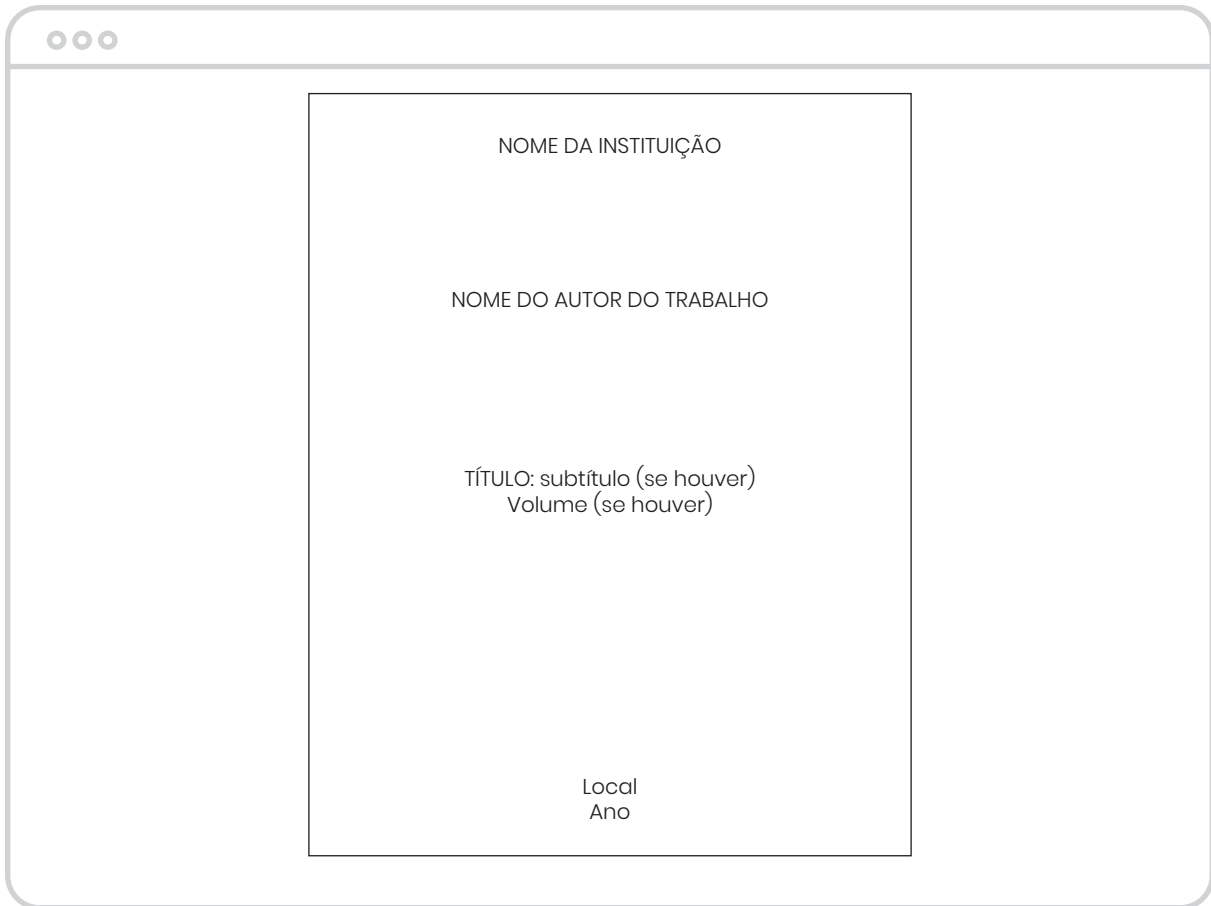 NOME DA INSTITUIÇÃO
NOME DO AUTOR DO TRABALHO
TÍTULO: subtítulo (se houver)
Volume (se houver)
Local
Ano